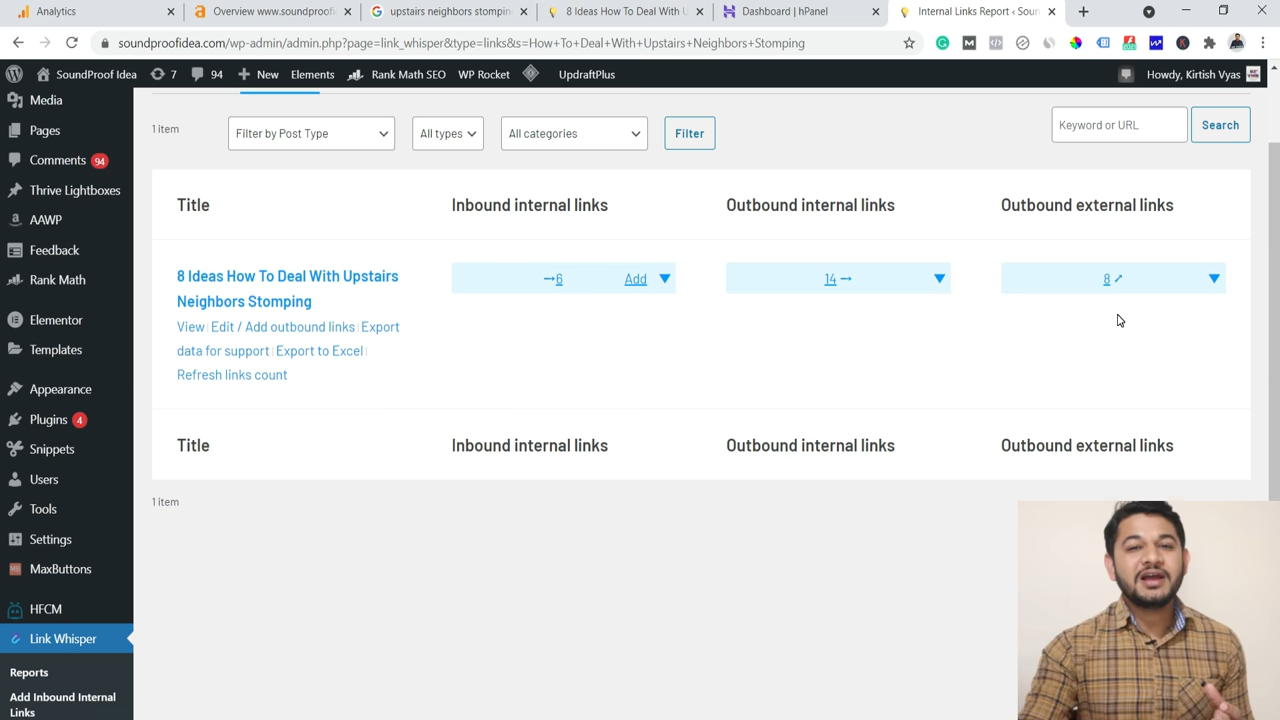 Analytics
Overview www.soundproofi
upstairs neighbors stompin
8 Ideas How To Deal With U
Dashboard | hPanel
Internal Links Report ‹ Soun
soundproofidea.com/wp-admin/admin.php?page=link_whisper&type=links&s=How+To+Deal+With+Upstairs+Neighbors+Stomping
SoundProof Idea
7
94
New
Elements
Rank Math SEO
WP Rocket
UpdraftPlus
Howdy, Kirtish Vyas
Media
Pages
Comments 94
Thrive Lightboxes
AAWP
Feedback
Rank Math
Elementor
Templates
Appearance
Plugins 4
Snippets
Users
Tools
Settings
MaxButtons
HFCM
Link Whisper
Reports
Add Inbound Internal
Links
1 item
Filter by Post Type
All types
All categories
Filter
Keyword or URL
Search
Title
Inbound internal links
Outbound internal links
Outbound external links
8 Ideas How To Deal With Upstairs
Neighbors Stomping
View | Edit / Add outbound links | Export
data for support | Export to Excel |
Refresh links count
6
Add
14
8
Title
Inbound internal links
Outbound internal links
Outbound external links
1 item